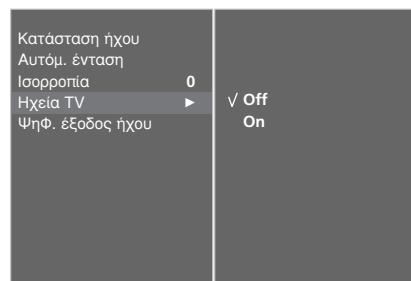 Κατάσταση ήχου
Αυτόμ. ένταση
Ισορροπία 0
Ηχεία TV ►
ΨηΦ. έξοδος ήχου
√ Off
On